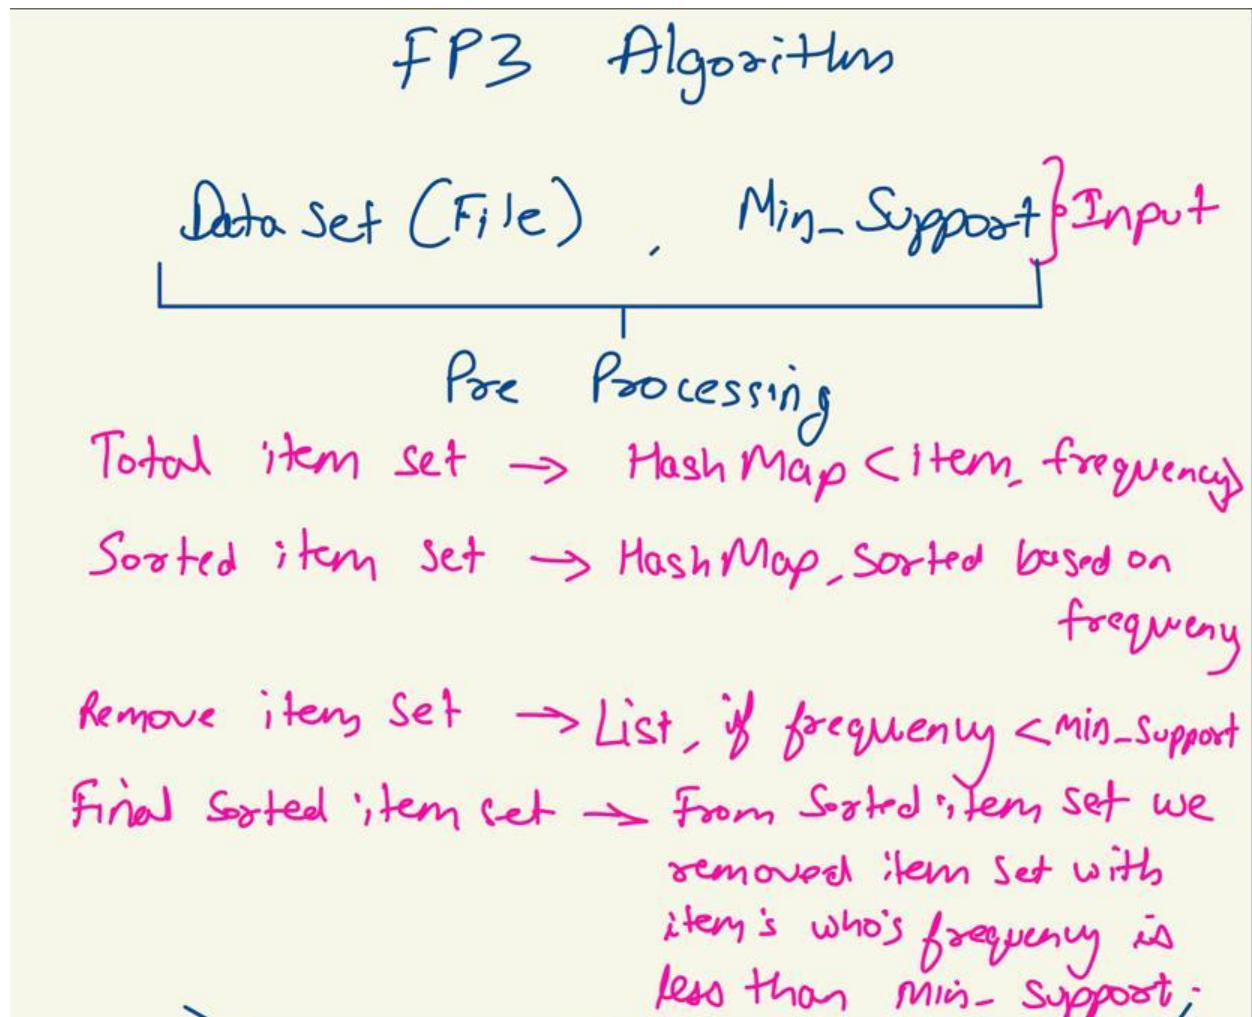 FP3 Algorithm
Data Set (File) , Min_Support } Input
Pre Processing
Total item set → HashMap <item, frequency>
Sorted item set → HashMap, Sorted based on
frequeny
Remove item set → List, if frequency < Min_Support
Final Sorted item set → From Sorted item set we
removed item set with
item's who's frequency is
less than Min_Support;